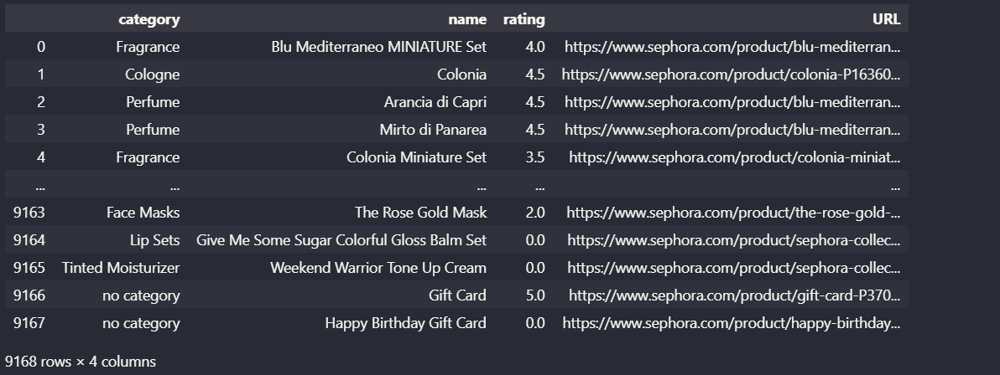 category name rating URL
0 Fragrance Blu Mediterraneo MINIATURE Set 4.0 https://www.sephora.com/product/blu-mediterran...
1 Cologne Colonia 4.5 https://www.sephora.com/product/colonia-P16360...
2 Perfume Arancia di Capri 4.5 https://www.sephora.com/product/blu-mediterran...
3 Perfume Mirto di Panarea 4.5 https://www.sephora.com/product/blu-mediterran...
4 Fragrance Colonia Miniature Set 3.5 https://www.sephora.com/product/colonia-miniat...
... ... ... ... ...
9163 Face Masks The Rose Gold Mask 2.0 https://www.sephora.com/product/the-rose-gold-...
9164 Lip Sets Give Me Some Sugar Colorful Gloss Balm Set 0.0 https://www.sephora.com/product/sephora-collec...
9165 Tinted Moisturizer Weekend Warrior Tone Up Cream 0.0 https://www.sephora.com/product/sephora-collec...
9166 no category Gift Card 5.0 https://www.sephora.com/product/gift-card-P370...
9167 no category Happy Birthday Gift Card 0.0 https://www.sephora.com/product/happy-birthday...
9168 rows × 4 columns